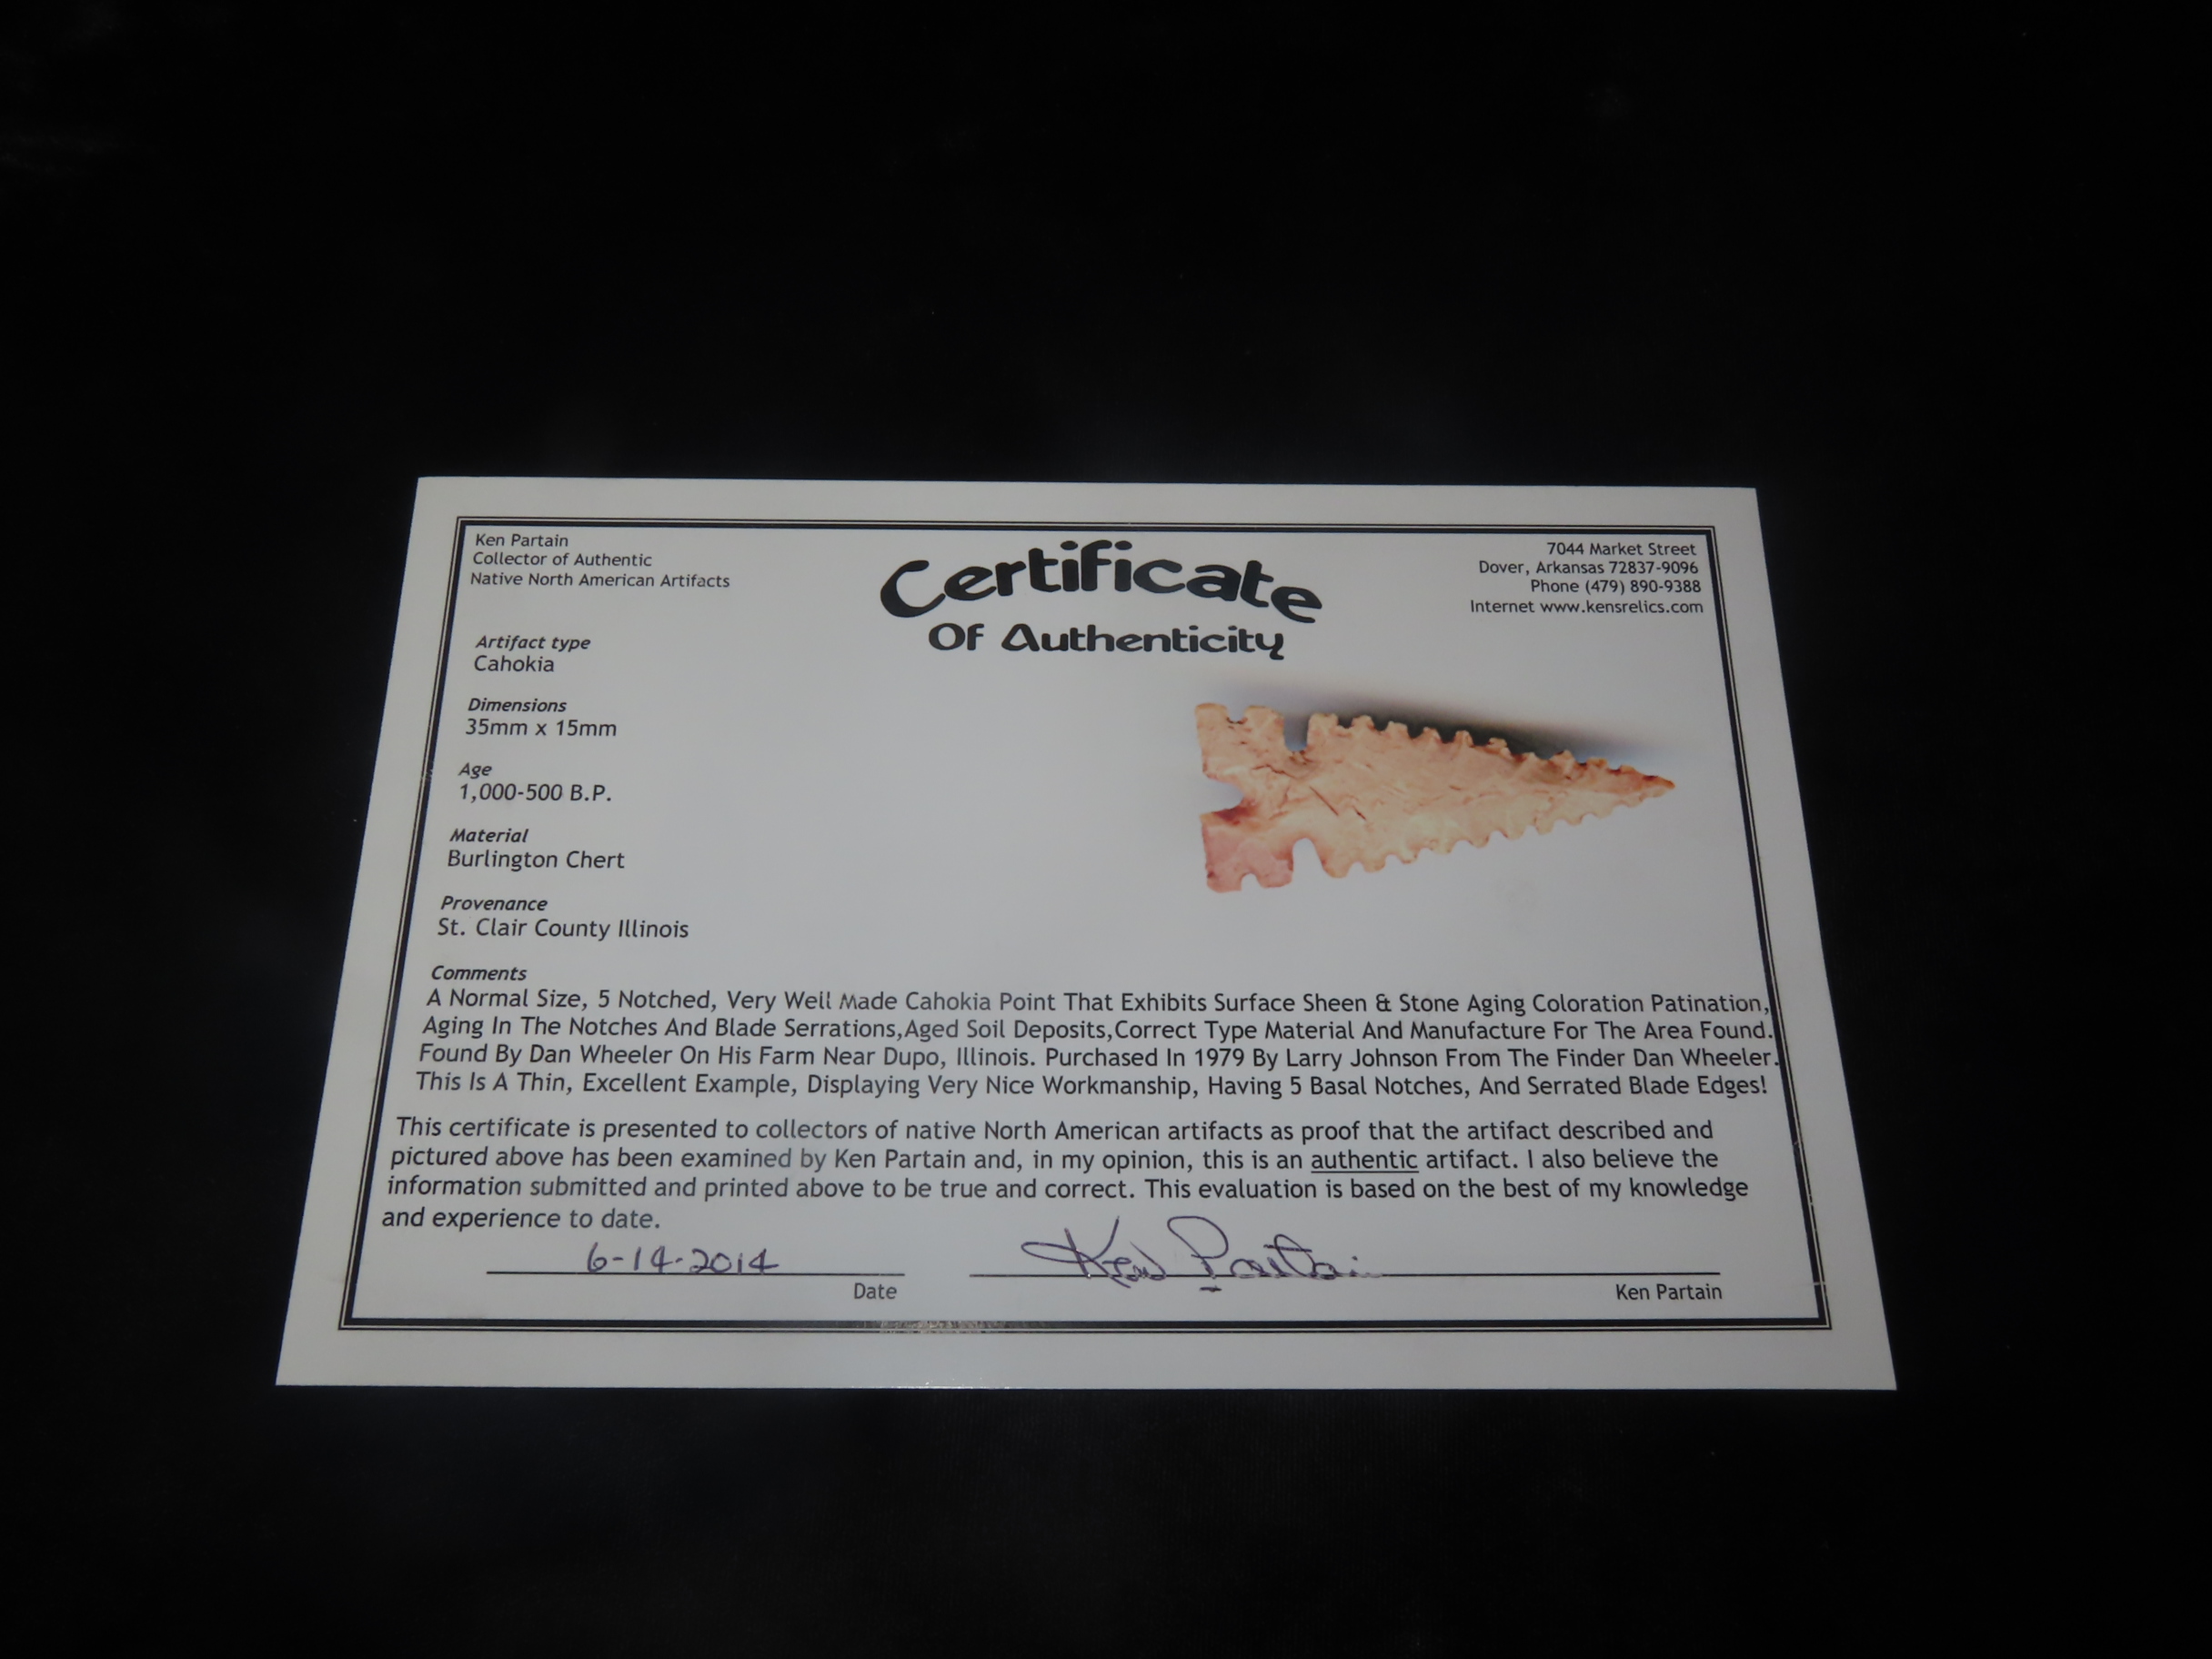 Ken Partain
Collector of Authentic
Native North American Artifacts
Certificate
Of Authenticity
7044 Market Street
Dover, Arkansas 72837-9096
Phone (479) 890-9388
Internet www.kensrelics.com
Artifact type
Cahokia
Dimensions
35mm x 15mm
Age
1,000-500 B.P.
Material
Burlington Chert
Provenance
St. Clair County Illinois
Comments
A Normal Size, 5 Notched, Very Well Made Cahokia Point That Exhibits Surface Sheen & Stone Aging Coloration Patination,
Aging In The Notches And Blade Serrations,Aged Soil Deposits,Correct Type Material And Manufacture For The Area Found.
Found By Dan Wheeler On His Farm Near Dupo, Illinois. Purchased In 1979 By Larry Johnson From The Finder Dan Wheeler.
This Is A Thin, Excellent Example, Displaying Very Nice Workmanship, Having 5 Basal Notches, And Serrated Blade Edges!
This certificate is presented to collectors of native North American artifacts as proof that the artifact described and
pictured above has been examined by Ken Partain and, in my opinion, this is an authentic artifact. I also believe the
information submitted and printed above to be true and correct. This evaluation is based on the best of my knowledge
and experience to date.
6-14-2014
Ken Partain
Date
Ken Partain